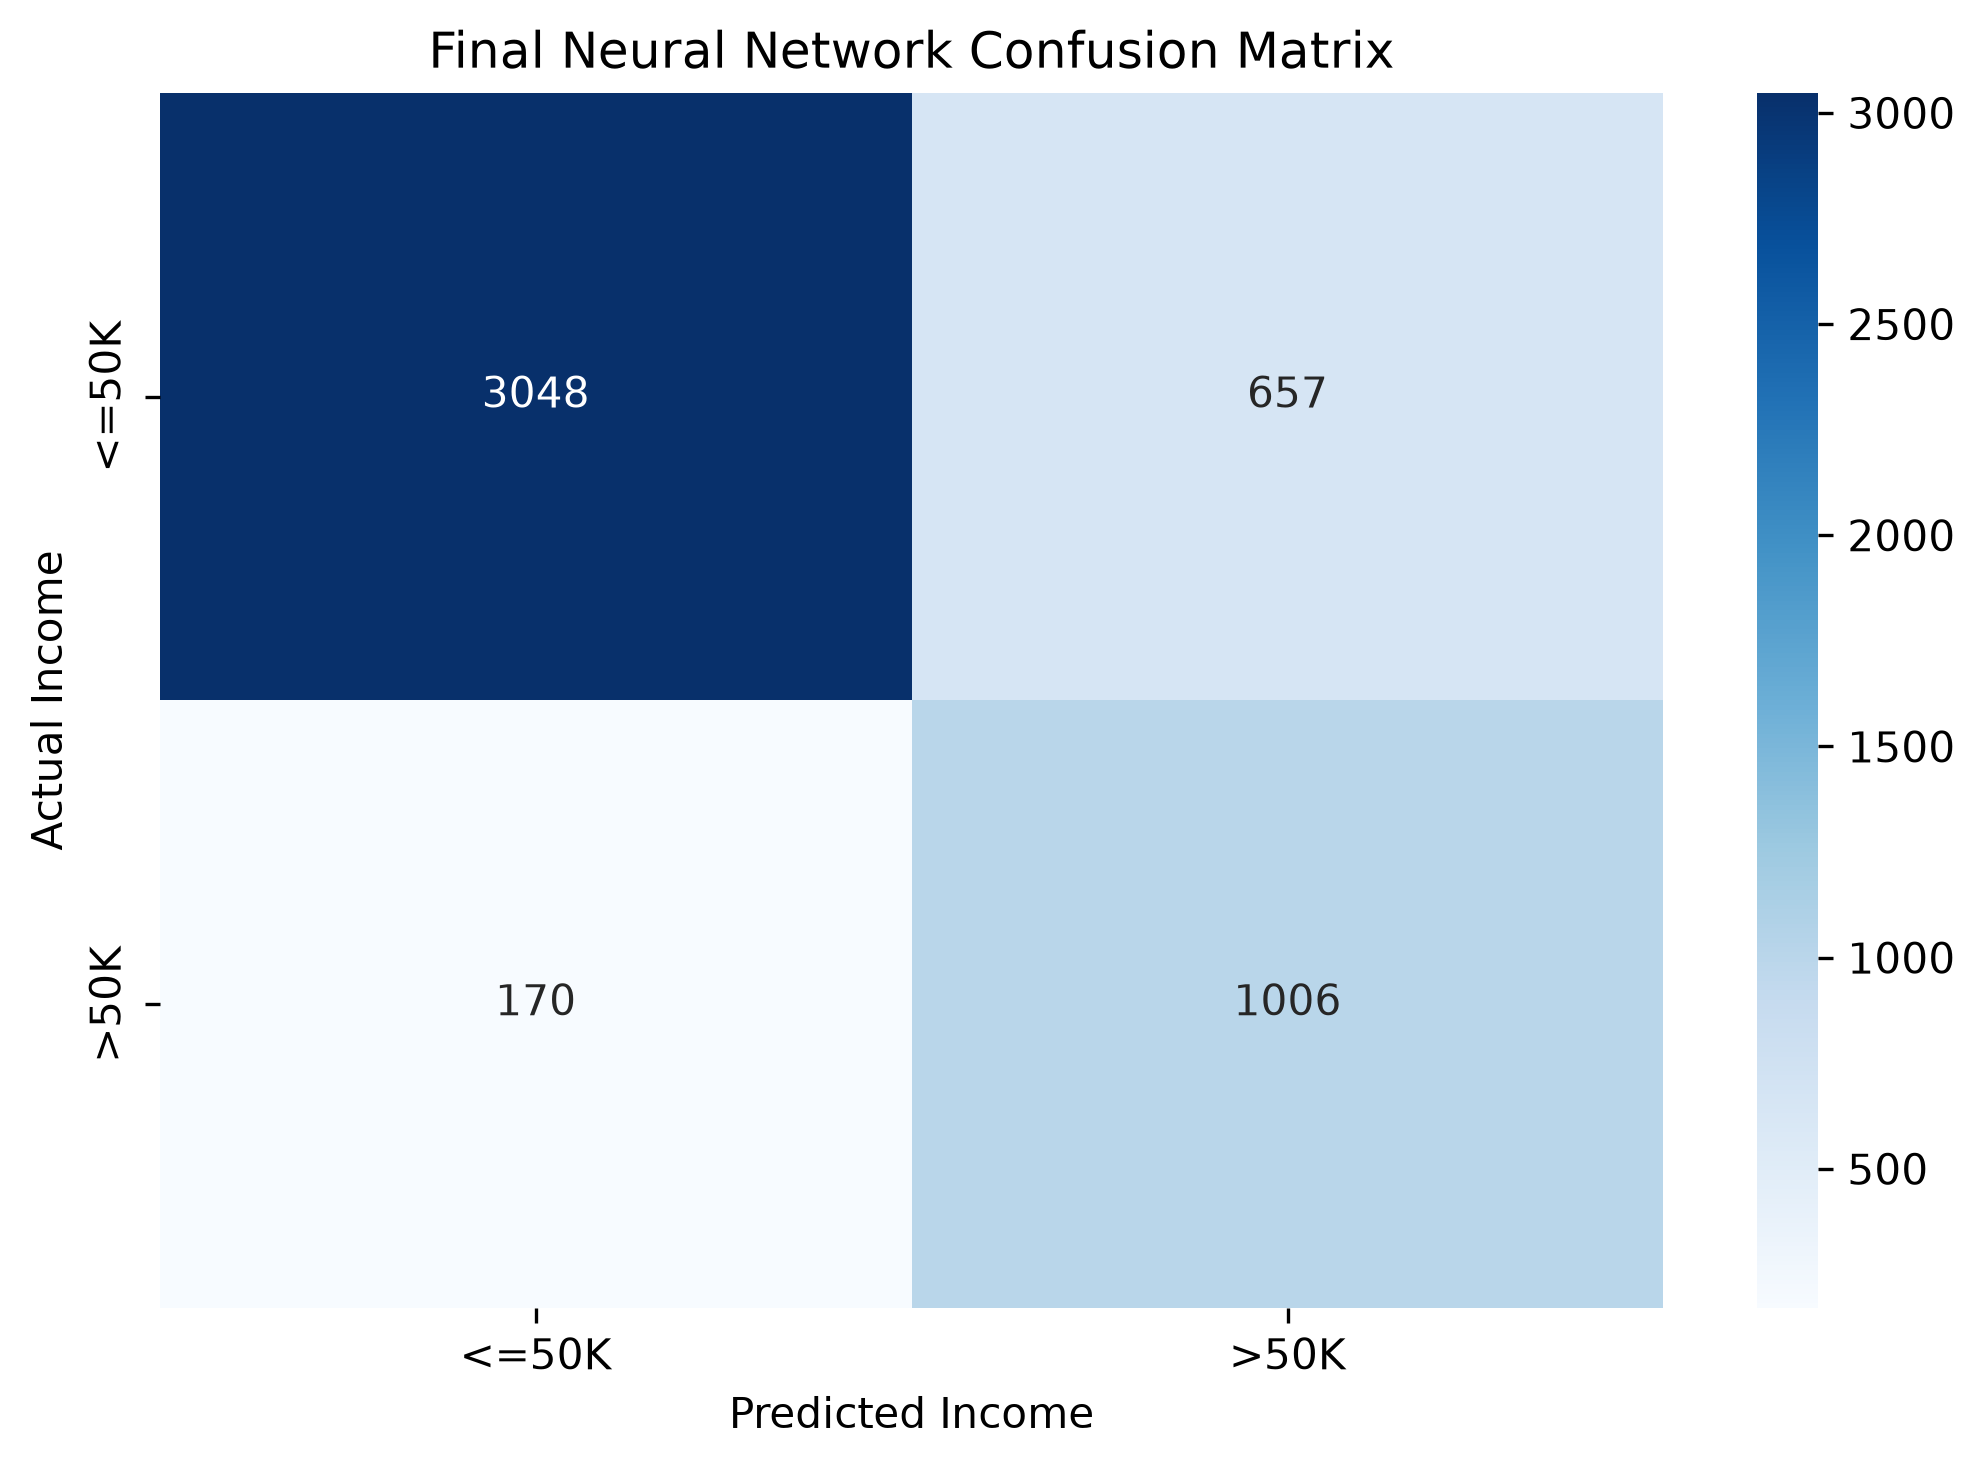 Final Neural Network Confusion Matrix
3000
2500
2000
1500
1000
500
Actual Income
<=50K
3048
657
>50K
170
1006
<=50K
>50K
Predicted Income